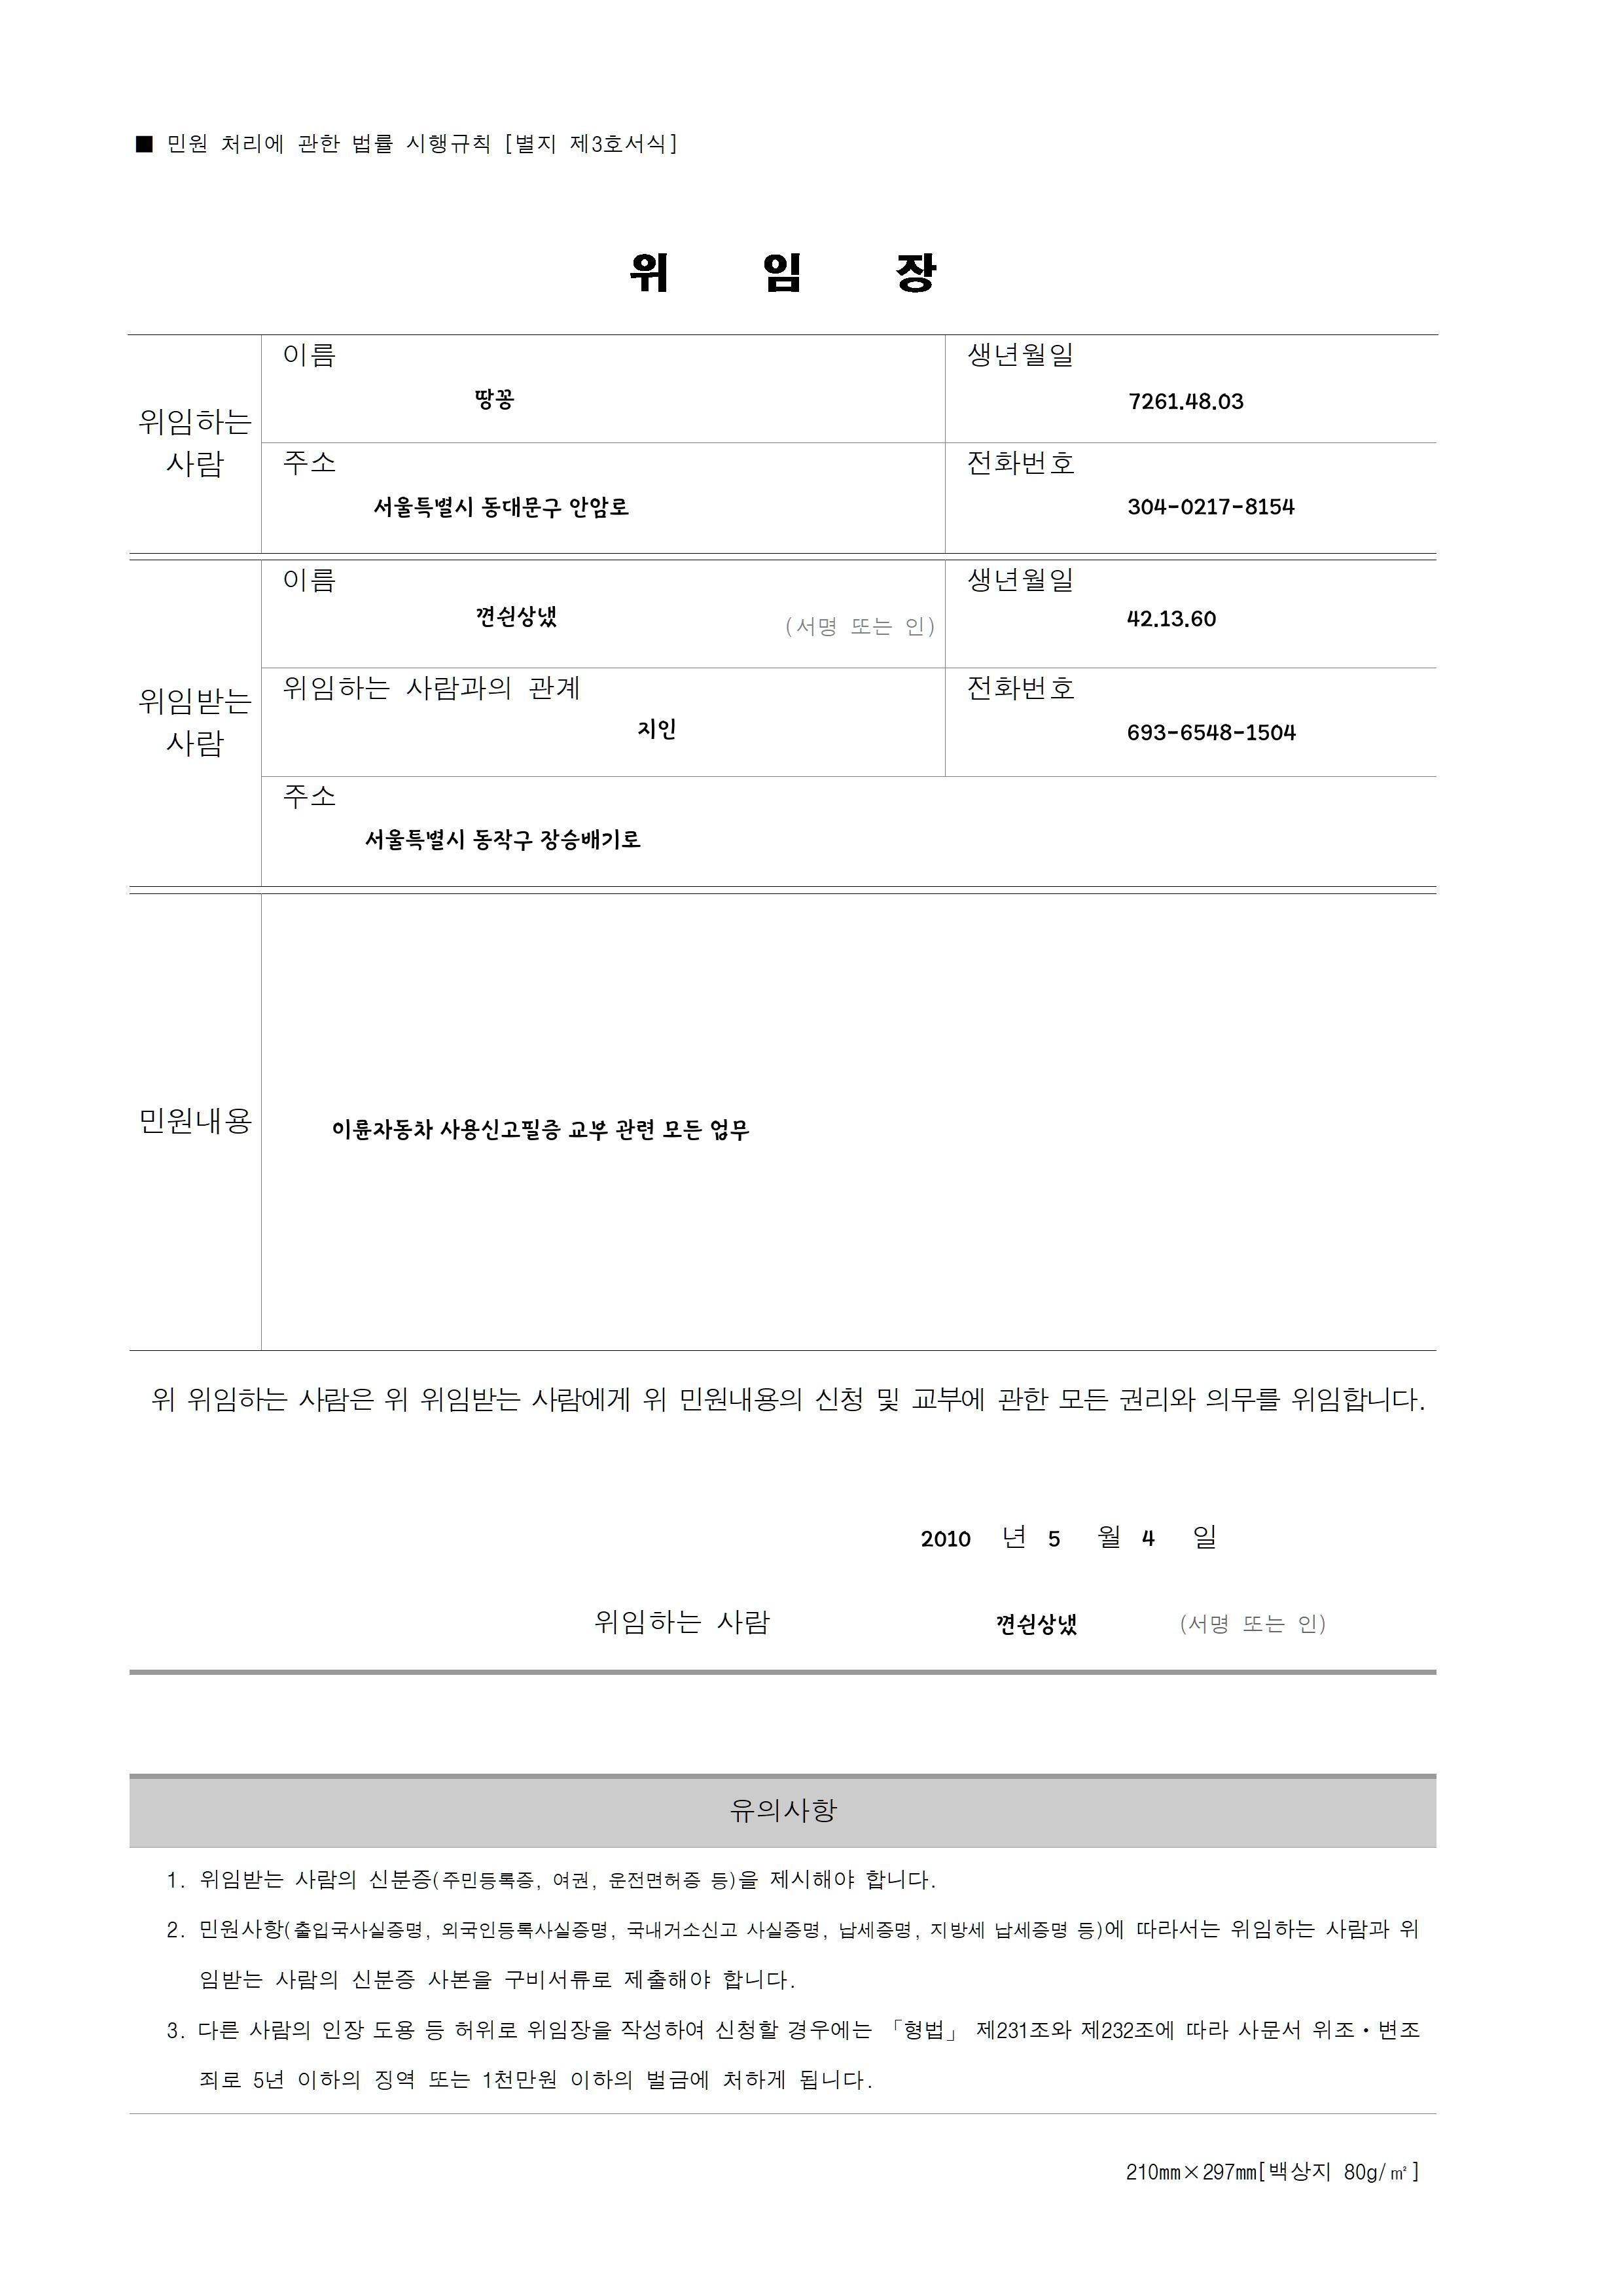 ■ 민원 처리에 관한 법률 시행규칙 [별지 제3호서식]
위 임 장
위임하는 사람
이름
땅꽁
생년월일
7261.48.03
주소
서울특별시 동대문구 안암로
전화번호
304-0217-8154
위임받는 사람
이름
꼰쉰상냈
(서명 또는 인)
생년월일
42.13.60
위임하는 사람과의 관계
지인
전화번호
693-6548-1504
주소
서울특별시 동작구 장승배기로
민원내용
이륜자동차 사용신고필증 교부 관련 모든 업무
위 위임하는 사람은 위 위임받는 사람에게 위 민원내용의 신청 및 교부에 관한 모든 권리와 의무를 위임합니다.
2010 년 5 월 4 일
위임하는 사람 꼰쉰상냈 (서명 또는 인)
유의사항
1. 위임받는 사람의 신분증(주민등록증, 여권, 운전면허증 등)을 제시해야 합니다.
2. 민원사항(출입국사실증명, 외국인등록사실증명, 국내거소신고 사실증명, 납세증명, 지방세 납세증명 등)에 따라서는 위임하는 사람과 위
임받는 사람의 신분증 사본을 구비서류로 제출해야 합니다.
3. 다른 사람의 인장 도용 등 허위로 위임장을 작성하여 신청할 경우에는 「형법」 제231조와 제232조에 따라 사문서 위조·변조
죄로 5년 이하의 징역 또는 1천만원 이하의 벌금에 처하게 됩니다.
210㎜×297㎜[백상지 80g/㎡]